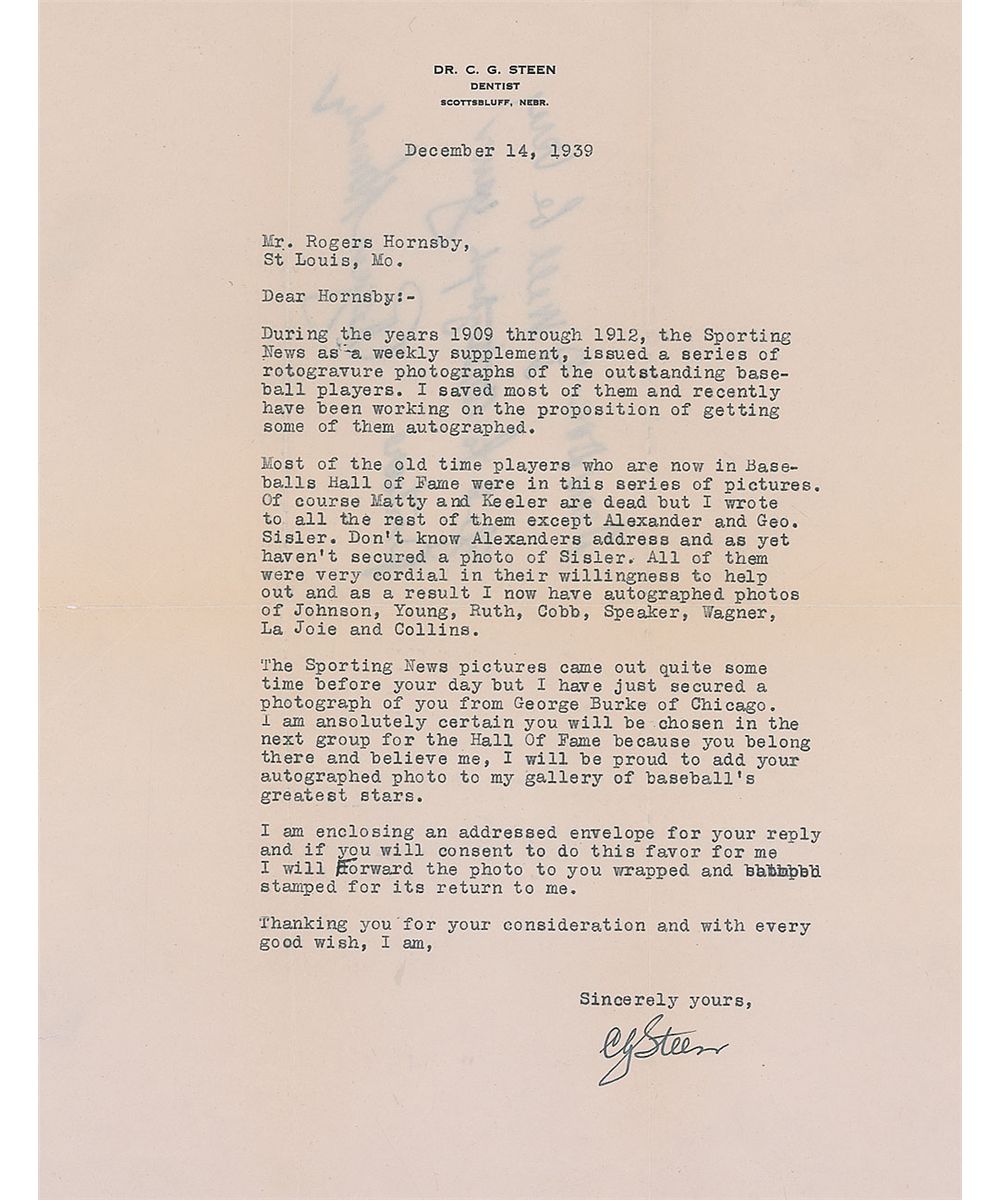 DR. C. G. STEEN
DENTIST
SCOTTSBLUFF, NEBR.
December 14, 1939
Mr. Rogers Hornsby,
St Louis, Mo.
Dear Hornsby:-
During the years 1909 through 1912, the Sporting
News as a weekly supplement, issued a series of
rotogravure photographs of the outstanding base-
ball players. I saved most of them and recently
have been working on the proposition of getting
some of them autographed.
Most of the old time players who are now in Base-
balls Hall of Fame were in this series of pictures.
Of course Matty and Keeler are dead but I wrote
to all the rest of them except Alexander and Geo.
Sisler. Don't know Alexanders address and as yet
haven't secured a photo of Sisler. All of them
were very cordial in their willingness to help
out and as a result I now have autographed photos
of Johnson, Young, Ruth, Cobb, Speaker, Wagner,
La Joie and Collins.
The Sporting News pictures came out quite some
time before your day but I have just secured a
photograph of you from George Burke of Chicago.
I am ansolutely certain you will be chosen in the
next group for the Hall Of Fame because you belong
there and believe me, I will be proud to add your
autographed photo to my gallery of baseball's
greatest stars.
I am enclosing an addressed envelope for your reply
and if you will consent to do this favor for me
I will forward the photo to you wrapped and
stamped for its return to me.
Thanking you for your consideration and with every
good wish, I am,
Sincerely yours,
CGSteen